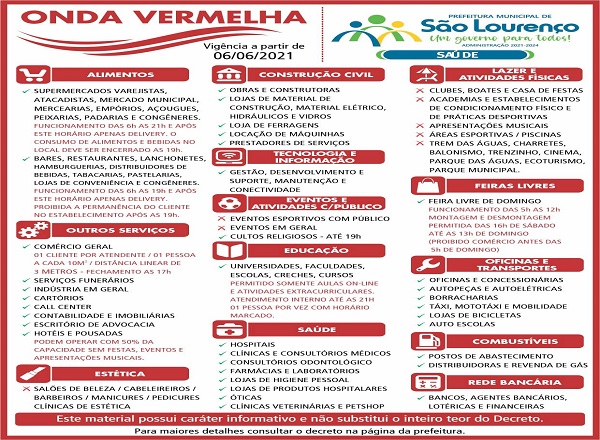 ONDA VERMELHA
Vigência a partir de
06/06/2021
PREFEITURA MUNICIPAL DE
São Lourenço
Um governo para todos!
ADMINISTRAÇÃO 2021-2024
SAÚDE
ALIMENTOS
SUPERMERCADOS VAREJISTAS,
ATACADISTAS, MERCADO MUNICIPAL,
MERCEARIAS, EMPÓRIOS, AÇOUGUES,
PEIXARIAS, PADARIAS E CONGÊNERES.
FUNCIONAMENTO DAS 6h AS 21h E APÓS
ESTE HORÁRIO APENAS DELIVERY. O
CONSUMO DE ALIMENTOS E BEBIDAS NO
LOCAL DEVE SER ENCERRADO AS 19h.
BARES, RESTAURANTES, LANCHONETES,
HAMBURGUERIAS, DISTRIBUIDORES DE
BEBIDAS, TABACARIAS, PASTELARIAS,
LOJAS DE CONVENIÊNCIA E CONGÊNERES.
FUNCIONAMENTO DAS 6h AS 19h E APÓS
ESTE HORÁRIO APENAS DELIVERY.
PROIBIDA A PERMANÊNCIA DO CLIENTE
NO ESTABELECIMENTO APÓS AS 19h.
OUTROS SERVIÇOS
COMÉRCIO GERAL
01 CLIENTE POR ATENDENTE / 01 PESSOA
A CADA 10M² / DISTÂNCIA LINEAR DE
3 METROS - FECHAMENTO AS 17h
SERVIÇOS FUNERÁRIOS
INDÚSTRIA EM GERAL
CARTÓRIOS
CALL CENTER
CONTABILIDADE E IMOBILIÁRIAS
ESCRITÓRIO DE ADVOCACIA
HOTÉIS E POUSADAS
PODEM OPERAR COM 50% DA
CAPACIDADE SEM FESTAS, EVENTOS E
APRESENTAÇÕES MUSICAIS.
ESTÉTICA
SALÕES DE BELEZA / CABELEIREIROS /
BARBEIROS / MANICURES / PEDICURES
CLÍNICAS DE ESTÉTICA
CONSTRUÇÃO CIVIL
OBRAS E CONSTRUTORAS
LOJAS DE MATERIAL DE
CONSTRUÇÃO, MATERIAL ELÉTRICO,
HIDRÁULICOS E VIDROS
LOJA DE FERRAGENS
LOCAÇÃO DE MÁQUINHAS
PRESTADORES DE SERVIÇOS
TECNOLOGIA E
INFORMAÇÃO
GESTÃO, DESENVOLVIMENTO E
SUPORTE, MANUTENÇÃO E
CONECTIVIDADE
EVENTOS E
ATIVIDADES C/PÚBLICO
EVENTOS ESPORTIVOS COM PÚBLICO
EVENTOS EM GERAL
CULTOS RELIGIOSOS - ATÉ 19h
EDUCAÇÃO
UNIVERSIDADES, FACULDADES,
ESCOLAS, CRECHES, CURSOS
PERMITIDO SOMENTE AULAS ON-LINE
E ATIVIDADES EXTRACURRICULARES.
ATENDIMENTO INTERNO ATÉ AS 21H
01 PESSOA POR VEZ COM HORÁRIO
MARCADO.
SAÚDE
HOSPITAIS
CLÍNICAS E CONSULTÓRIOS MÉDICOS
CONSULTÓRIOS ODONTOLÓGICO
FARMÁCIAS E LABORATÓRIOS
LOJAS DE HIGIENE PESSOAL
LOJAS DE PRODUTOS HOSPITALARES
ÓTICAS
CLÍNICAS VETERINÁRIAS E PETSHOP
LAZER E
ATIVIDADES FÍSICAS
CLUBES, BOATES E CASA DE FESTAS
ACADEMIAS E ESTABELECIMENTOS
DE CONDICIONAMENTO FÍSICO E
DE PRÁTICAS DESPORTIVAS
APRESENTAÇÕES MUSICAIS
ÁREAS ESPORTIVAS / PISCINAS
TREM DAS ÁGUAS, CHARRETES,
BALONISMO, TRENZINHO, CINEMA,
PARQUE DAS ÁGUAS, ECOTURISMO,
PARQUE MUNICIPAL.
FEIRAS LIVRES
FEIRA LIVRE DE DOMINGO
FUNCIONAMENTO DAS 5h AS 12h
MONTAGEM E DESMONTAGEM
PERMITIDA DAS 16h DE SÁBADO
ATÉ AS 13h DE DOMINGO)
(PROIBIDO COMÉRCIO ANTES DAS
5h DE DOMINGO)
OFICINAS E
TRANSPORTES
OFICINAS E CONCESSIONÁRIAS
AUTOPEÇAS E AUTOELÉTRICAS
BORRACHARIAS
TÁXI, MOTOTÁXI E MOBILIDADE
LOJAS DE BICICLETAS
AUTO ESCOLAS
COMBUSTÍVEIS
POSTOS DE ABASTECIMENTO
DISTRIBUIDORAS E REVENDA DE GÁS
REDE BANCÁRIA
BANCOS, AGENTES BANCÁRIOS,
LOTÉRICAS E FINANCEIRAS
Este material possui caráter informativo e não substitui o inteiro teor do Decreto.
Para maiores detalhes consultar o decreto na página da prefeitura.